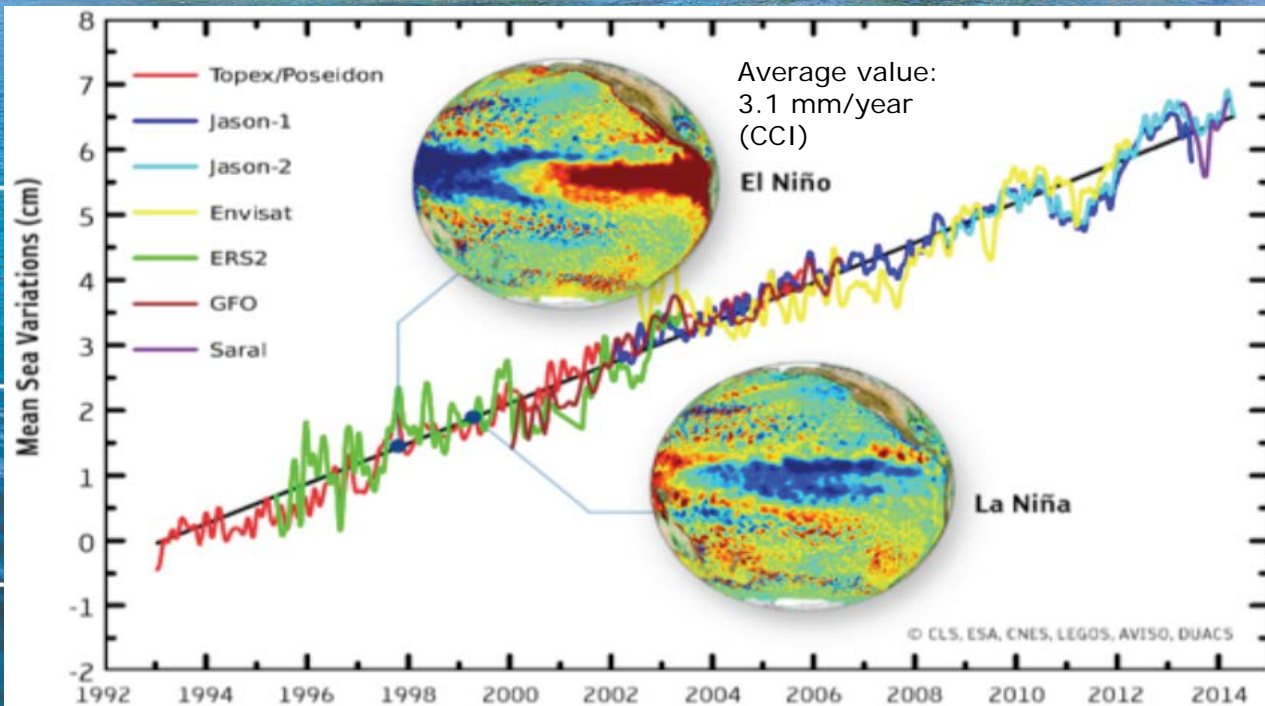 8
7
6
5
4
3
2
1
0
-1
-2
Mean Sea Variations (cm)
Topex/Poseidon
Jason-1
Jason-2
Envisat
ERS2
GFO
Saral
Average value:
3.1 mm/year
(CCI)
El Niño
La Niña
© CLS, ESA, CNES, LEGOS, AVISO, DUACS
1992 1994 1996 1998 2000 2002 2004 2006 2008 2010 2012 2014